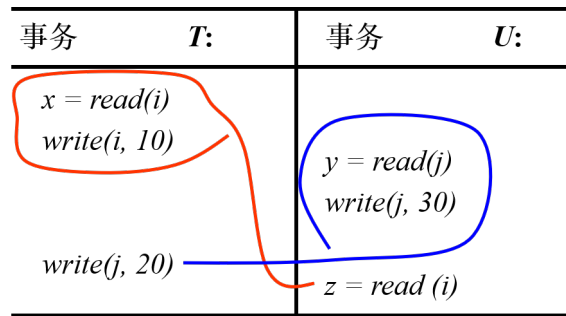 事务 T: 事务 U:
x = read(i)
write(i, 10)
y = read(j)
write(j, 30)
write(j, 20)
z = read (i)